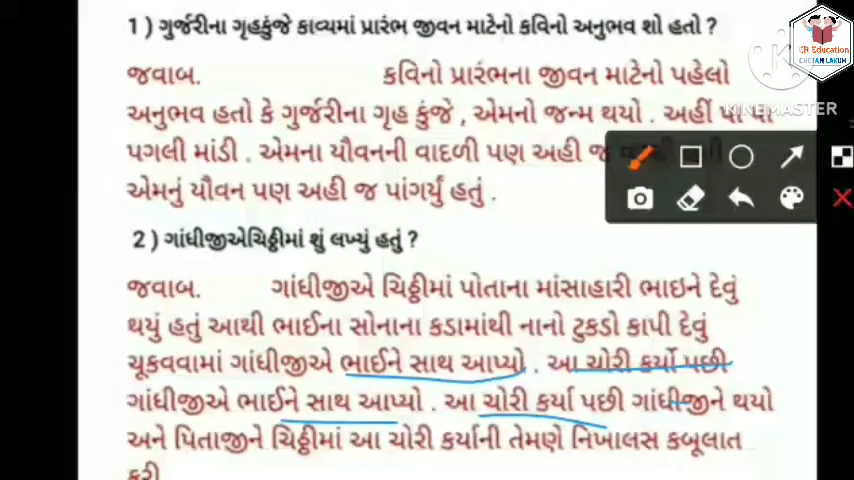 1 ) ગુર્જરીના ગૃહકુંજે કાવ્યમાં પ્રારંભ જીવન માટેનો કવિનો અનુભવ શો હતો ?
CR Education
CHETAN LAKUM
જવાબ. કવિનો પ્રારંભના જીવન માટેનો પહેલો
KINEMASTER
અનુભવ હતો કે ગુર્જરીના ગૃહ કુંજે , એમનો જન્મ થયો . અહીં પા પા
પગલી માંડી . એમના યૌવનની વાદળી પણ અહી જ
એમનું યૌવન પણ અહી જ પાંગર્યું હતું .
2 ) ગાંધીજીએચિઠ્ઠીમાં શું લખ્યું હતું ?
જવાબ. ગાંધીજીએ ચિઠ્ઠીમાં પોતાના માંસાહારી ભાઇને દેવું
થયું હતું આથી ભાઈના સોનાના કડામાંથી નાનો ટુકડો કાપી દેવું
ચૂકવવામાં ગાંધીજીએ ભાઈને સાથ આપ્યો . આ ચોરી કર્યા પછી
ગાંધીજીએ ભાઈને સાથ આપ્યો . આ ચોરી કર્યા પછી ગાંધીજીને થયો
અને પિતાજીને ચિઠ્ઠીમાં આ ચોરી કર્યાની તેમણે નિખાલસ કબૂલાત
કરી